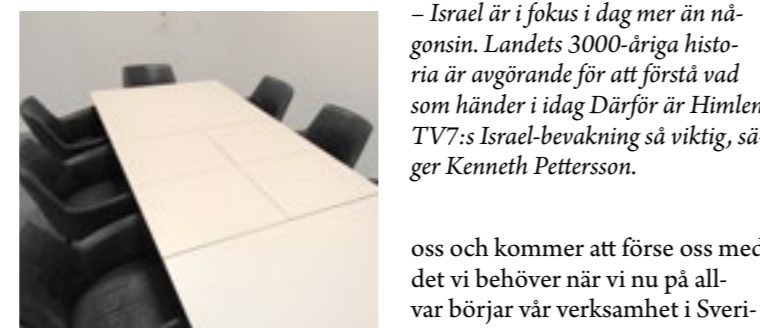 – Israel är i fokus i dag mer än nå-
gonsin. Landets 3000-åriga histo-
ria är avgörande för att förstå vad
som händer i idag Därför är Himlen
TV7:s Israel-bevakning så viktig, sä-
ger Kenneth Pettersson.
oss och kommer att förse oss med
det vi behöver när vi nu på all-
var börjar vår verksamhet i Sveri-